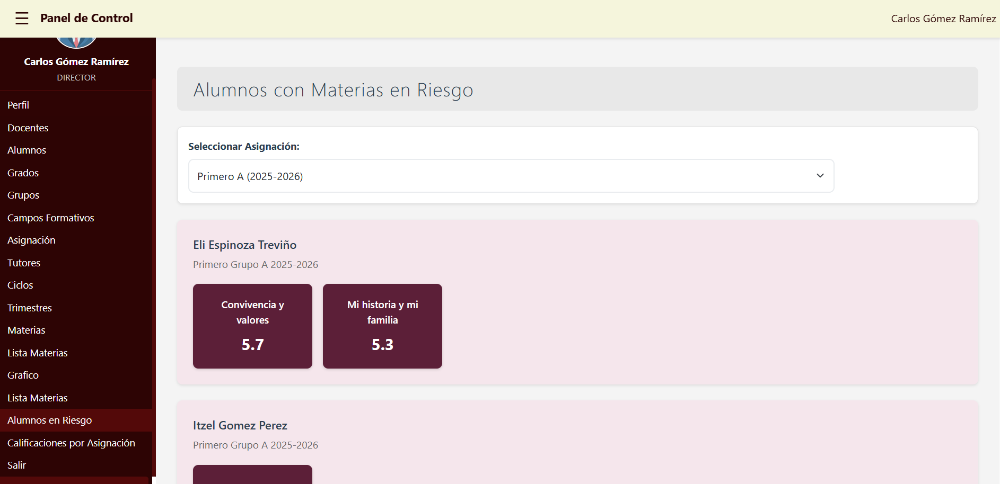 Panel de Control
Carlos Gómez Ramírez
Carlos Gómez Ramírez
DIRECTOR
Perfil
Docentes
Alumnos
Grados
Grupos
Campos Formativos
Asignación
Tutores
Ciclos
Trimestres
Materias
Lista Materias
Grafico
Lista Materias
Alumnos en Riesgo
Calificaciones por Asignación
Salir
Alumnos con Materias en Riesgo
Seleccionar Asignación:
Primero A (2025-2026)
Eli Espinoza Treviño
Primero Grupo A 2025-2026
Convivencia y
valores
5.7
Mi historia y mi
familia
5.3
Itzel Gomez Perez
Primero Grupo A 2025-2026